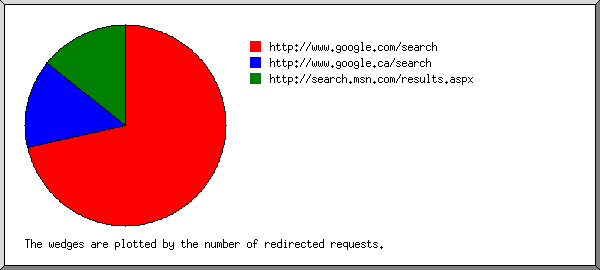 http://www.google.com/search
http://www.google.ca/search
http://search.msn.com/results.aspx
The wedges are plotted by the number of redirected requests.